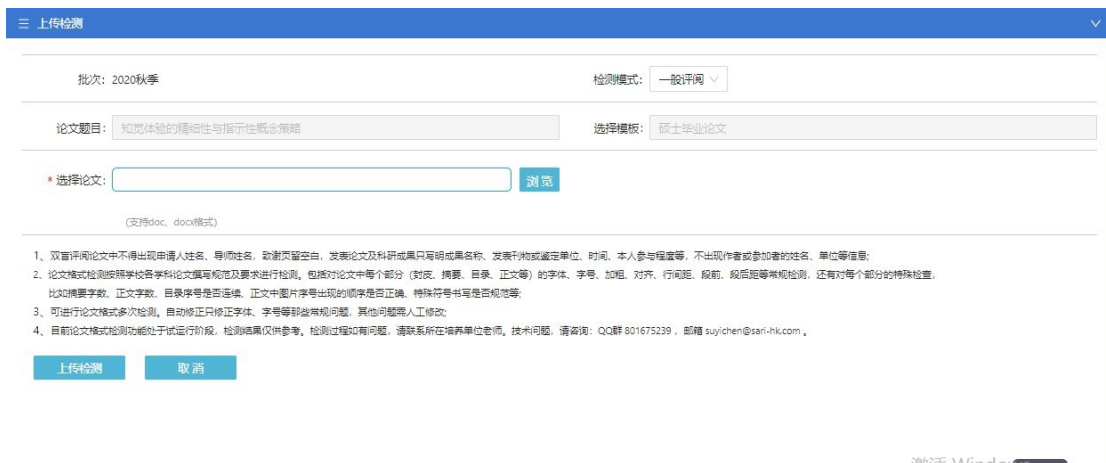 三 上传检测
批次： 2020秋季 检测模式： 一般评阅
论文题目： 知觉体验的精细性与指示性概念策略 选择模板： 硕士毕业论文
* 选择论文： 浏览
(支持doc、docx格式)
1、双盲评阅论文中不得出现申请人姓名、导师姓名，致谢页留空白，发表论文及科研成果只写明成果名称、发表刊物或鉴定单位、时间、本人参与程度等，不出现作者或参加者的姓名、单位等信息;
2、论文格式检测按照学校各学科论文撰写规范及要求进行检测。包括对论文中每个部分（封皮、摘要、目录、正文等）的字体、字号、加粗、对齐、行间距、段前、段后距等常规检测，还有对每个部分的特殊检查，
比如摘要字数、正文字数、目录序号是否连续、正文中图片序号出现的顺序是否正确、特殊符号书写是否规范等;
3、可进行论文格式多次检测。自动修正只修正字体、字号等那些常规问题，其他问题需人工修改;
4、目前论文格式检测功能处于试运行阶段，检测结果仅供参考。检测过程如有问题，请联系所在培养单位老师。技术问题，请咨询：QQ群 801675239 ，邮箱 suyichen@sari-hk.com 。
上传检测 取消
激活